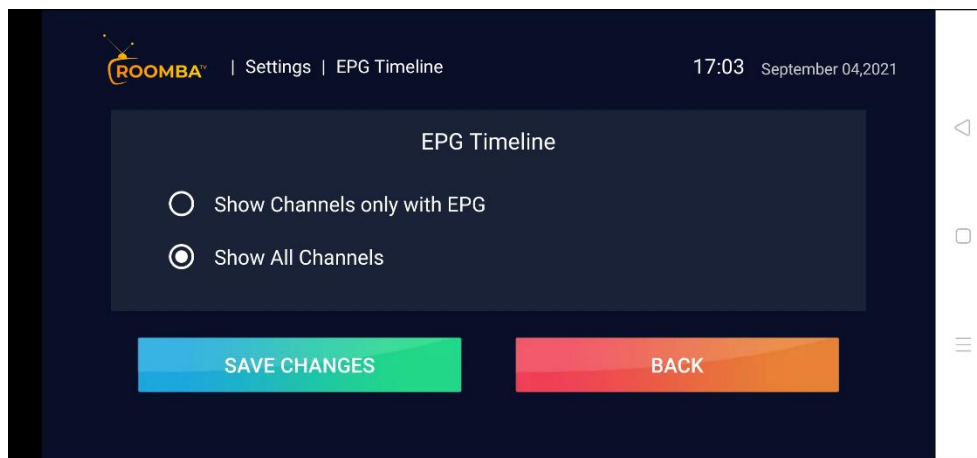 ROOMBA TV | Settings | EPG Timeline 17:03 September 04,2021
EPG Timeline
Show Channels only with EPG
Show All Channels
SAVE CHANGES BACK